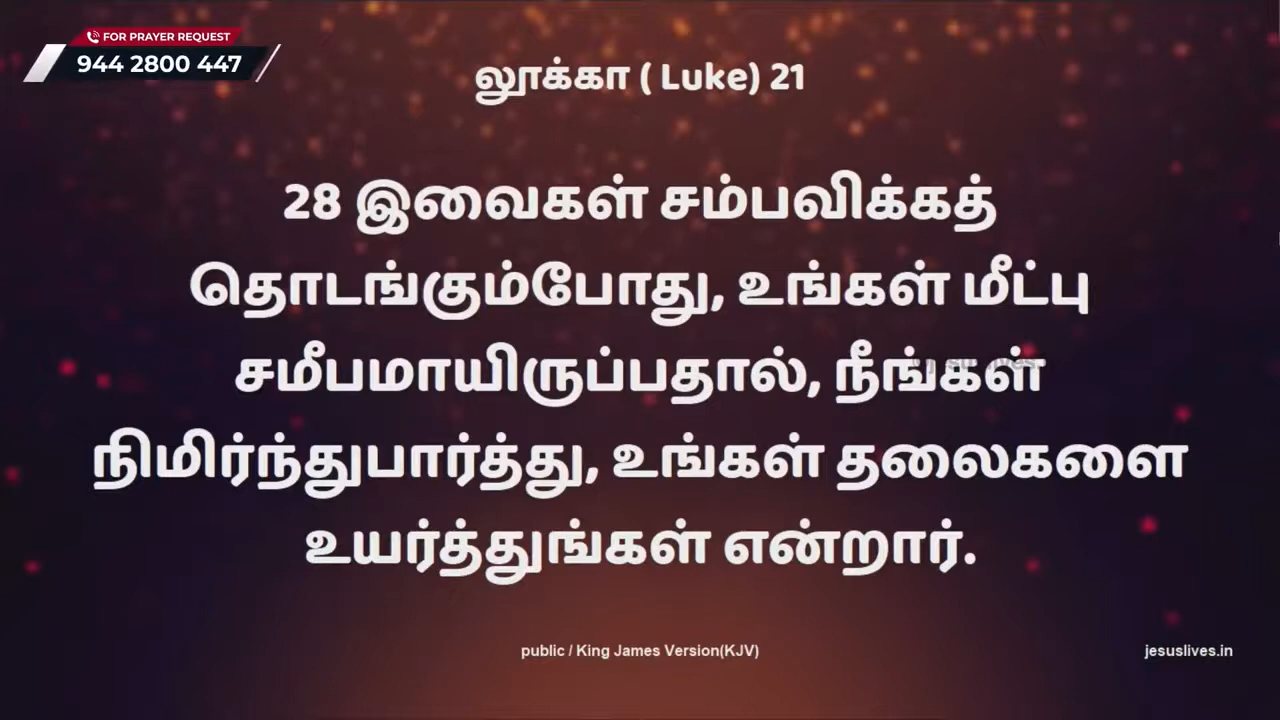 FOR PRAYER REQUEST
944 2800 447
லூக்கா ( Luke) 21
28 இவைகள் சம்பவிக்கத்
தொடங்கும்போது, உங்கள் மீட்பு
சமீபமாயிருப்பதால், நீங்கள்
நிமிர்ந்துபார்த்து, உங்கள் தலைகளை
உயர்த்துங்கள் என்றார்.
public / King James Version(KJV)
jesuslives.in